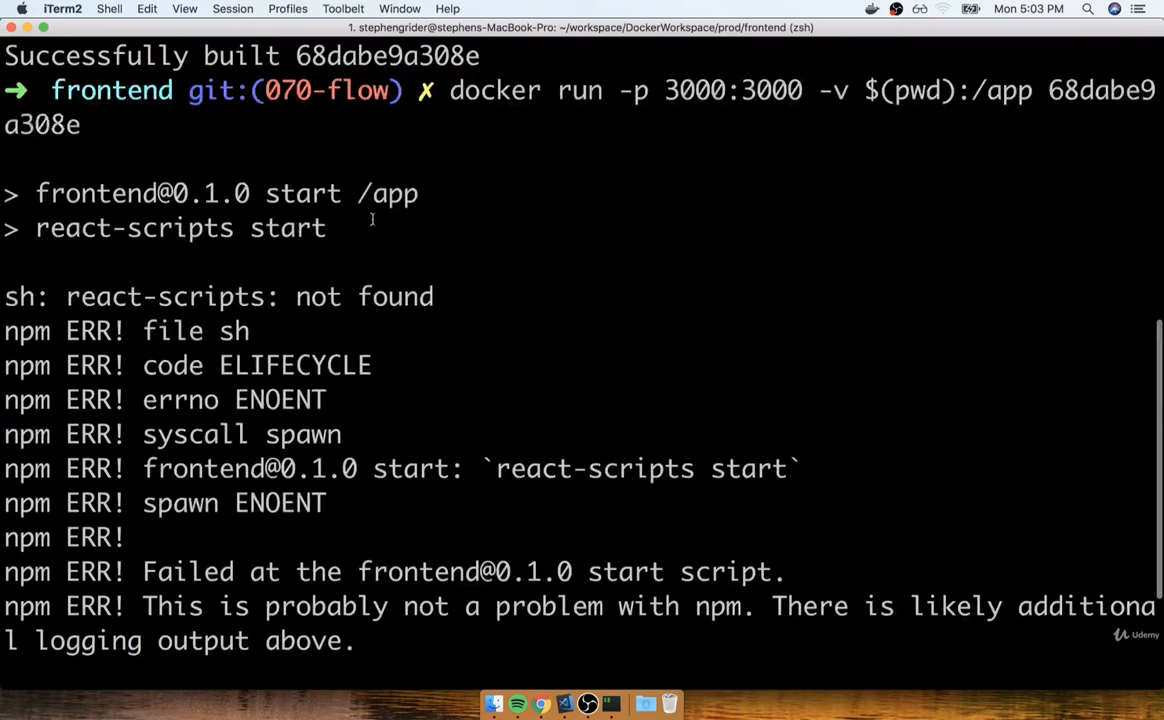 iTerm2 Shell Edit View Session Profiles Toolbelt Window Help Mon 5:03 PM
1. stephengrider@stephens-MacBook-Pro: ~/workspace/DockerWorkspace/prod/frontend (zsh)
Successfully built 68dabe9a308e
➜ frontend git:(070-flow) ✗ docker run -p 3000:3000 -v $(pwd):/app 68dabe9
a308e
> frontend@0.1.0 start /app
> react-scripts start
sh: react-scripts: not found
npm ERR! file sh
npm ERR! code ELIFECYCLE
npm ERR! errno ENOENT
npm ERR! syscall spawn
npm ERR! frontend@0.1.0 start: `react-scripts start`
npm ERR! spawn ENOENT
npm ERR!
npm ERR! Failed at the frontend@0.1.0 start script.
npm ERR! This is probably not a problem with npm. There is likely additiona
l logging output above.
Udemy